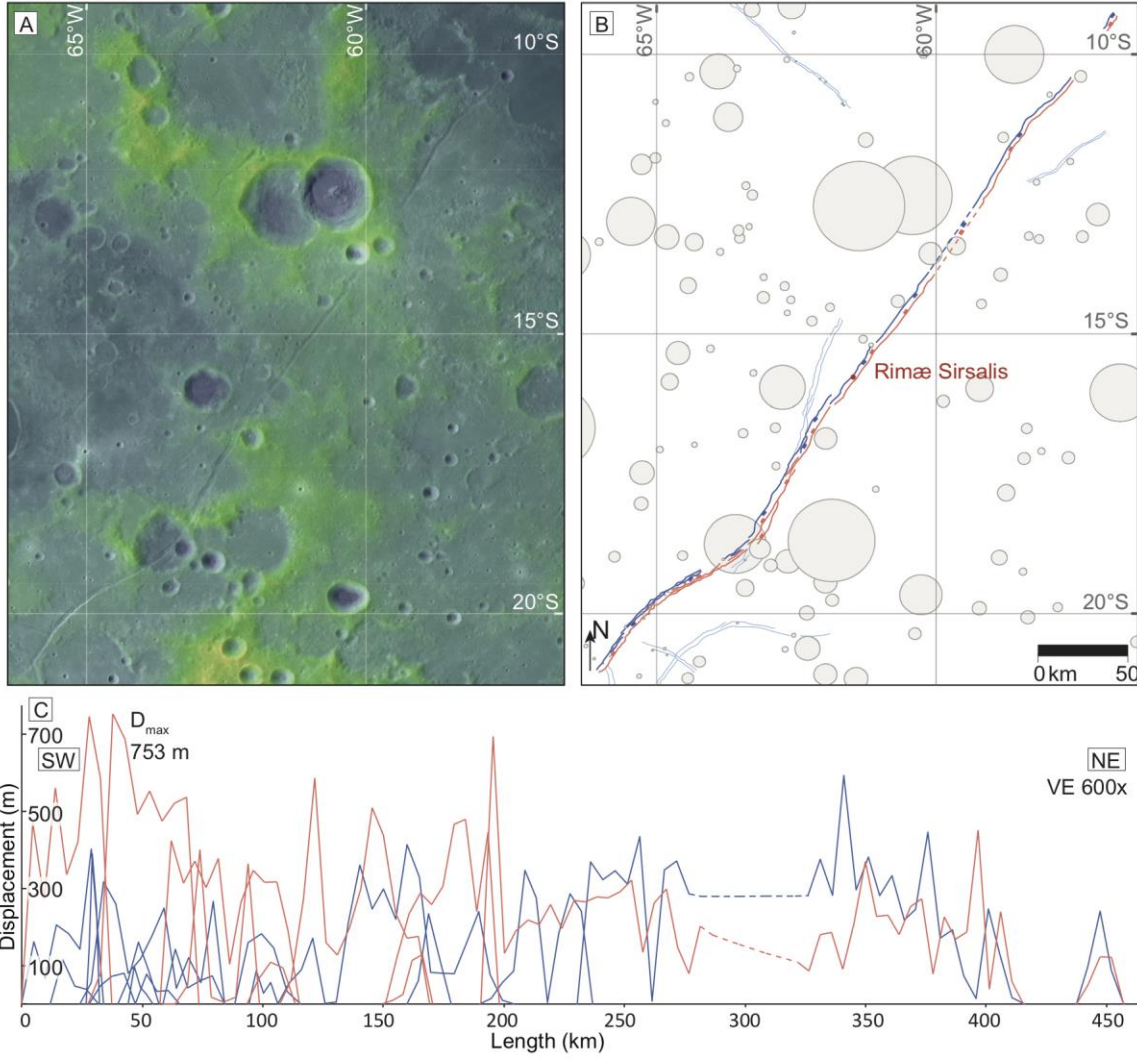 A
65°W
60°W
10°S
15°S
20°S
B
65°W
60°W
10°S
15°S
Rimæ Sirsalis
20°S
N
0 km 50
C
Dmax
753 m
SW
NE
VE 600x
700
500
300
100
Displacement (m)
0 50 100 150 200 250 300 350 400 450
Length (km)